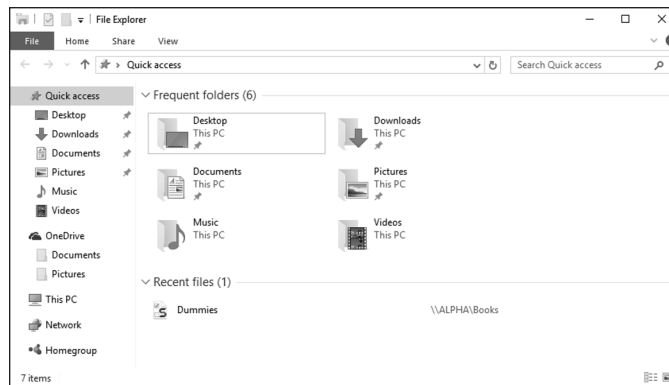 File Explorer
File Home Share View
Quick access Search Quick access
Quick access
Desktop
Downloads
Documents
Pictures
Music
Videos
OneDrive
Documents
Pictures
This PC
Network
Homegroup
Frequent folders (6)
Desktop
This PC
Downloads
This PC
Documents
This PC
Pictures
This PC
Music
This PC
Videos
This PC
Recent files (1)
Dummies \\ALPHA\Books
7 items